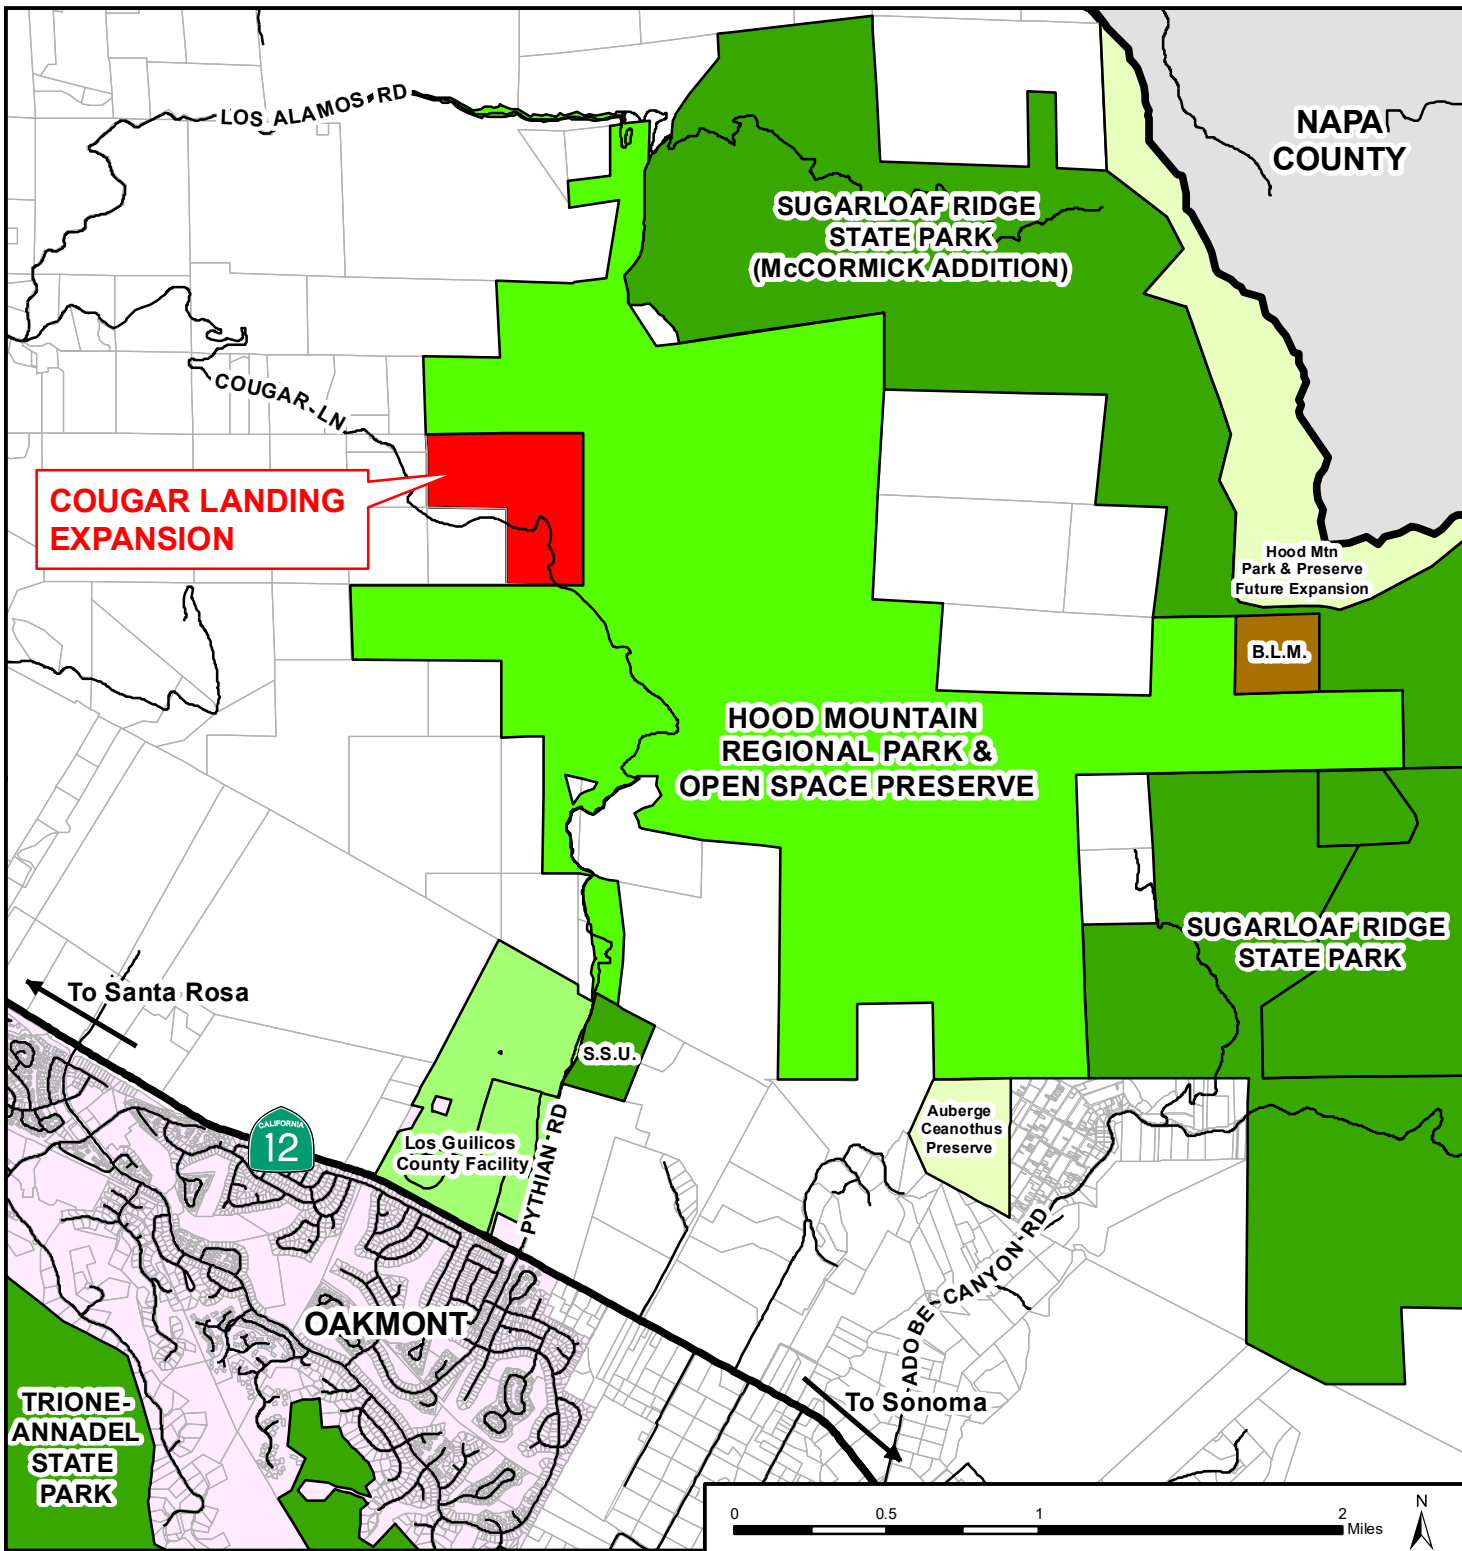 LOS ALAMOS RD
NAPA
COUNTY
SUGARLOAF RIDGE
STATE PARK
(McCORMICK ADDITION)
COUGAR LN
COUGAR LANDING
EXPANSION
Hood Mtn
Park & Preserve
Future Expansion
B.L.M.
HOOD MOUNTAIN
REGIONAL PARK &
OPEN SPACE PRESERVE
SUGARLOAF RIDGE
STATE PARK
To Santa Rosa
S.S.U.
CALIFORNIA
12
Los Guilicos
County Facility
PYTHIAN RD
Auberge
Ceanothus
Preserve
ADOBE CANYON RD
OAKMONT
To Sonoma
TRIONE-
ANNADEL
STATE
PARK
0 0.5 1 2
Miles
N